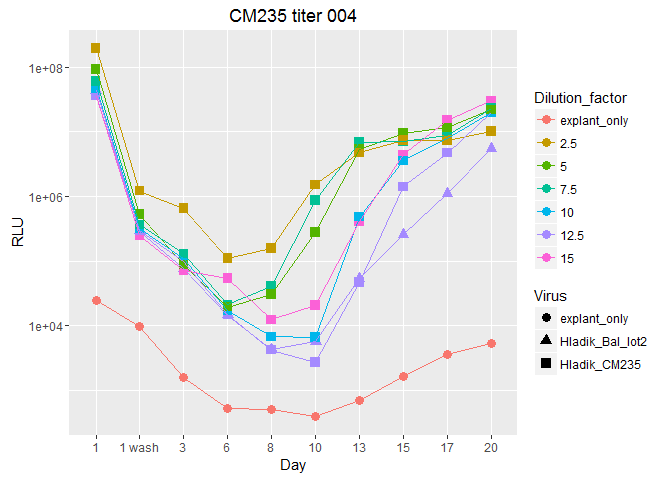 CM235 titer 004
1e+08
1e+06
1e+04
RLU
1
1 wash
3
6
8
10
13
15
17
20
Day
Dilution_factor
explant_only
2.5
5
7.5
10
12.5
15
Virus
explant_only
Hladik_Bal_lot2
Hladik_CM235